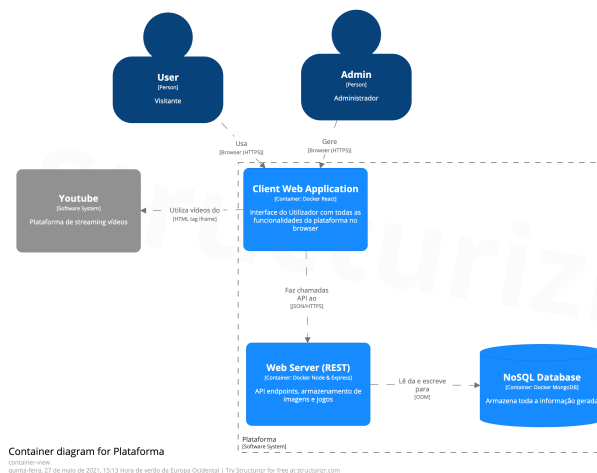 User
[Person]
Visitante
Admin
[Person]
Administrador
Usa
[Browser (HTTPS)]
Gere
[Browser (HTTPS)]
Youtube
[Software System]
Plataforma de streaming vídeos
Utiliza vídeos do
[HTML tag iframe]
Client Web Application
[Container: Docker React]
Interface do Utilizador com todas as
funcionalidades da plataforma no
browser
Faz chamadas
API ao
[JSON/HTTPS]
Web Server (REST)
[Container: Docker Node & Express]
API endpoints, armazenamento de
imagens e jogos
Lê da e escreve
para
[ODM]
NoSQL Database
[Container: Docker MongoDB]
Armazena toda a informação gerada
Plataforma
[Software System]
Container diagram for Plataforma
container-view
quinta-feira, 27 de maio de 2021, 15:13 Hora de verão da Europa Ocidental | Try Structurizr for free at structurizr.com
Structurizr